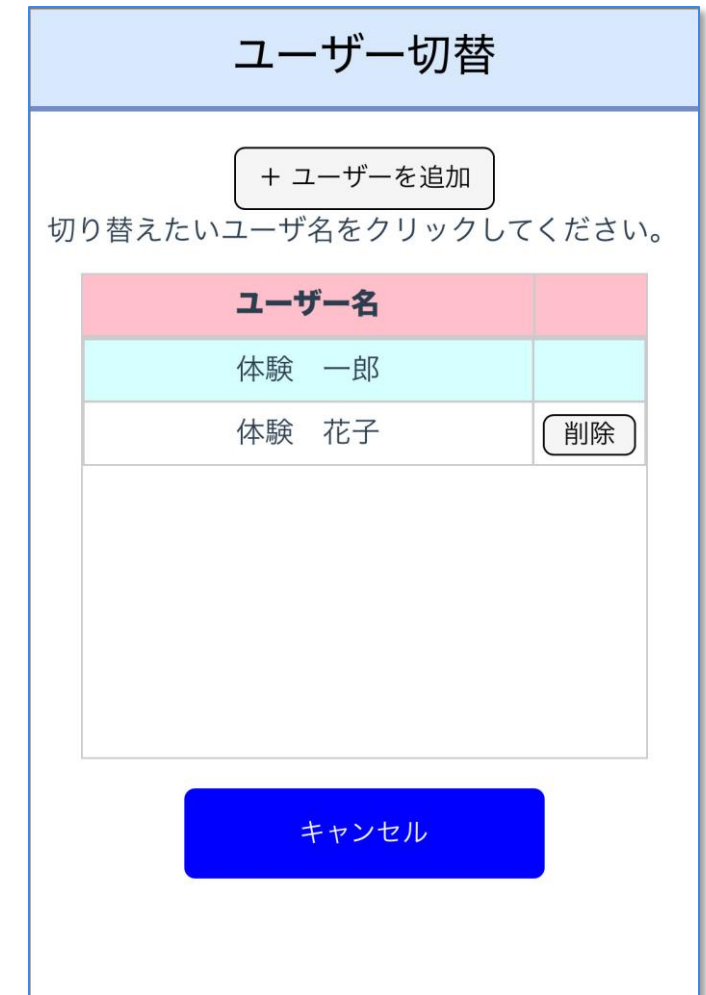 ユーザー切替
＋ ユーザーを追加
切り替えたいユーザ名をクリックしてください。
ユーザー名
体験　一郎
体験　花子 削除
キャンセル